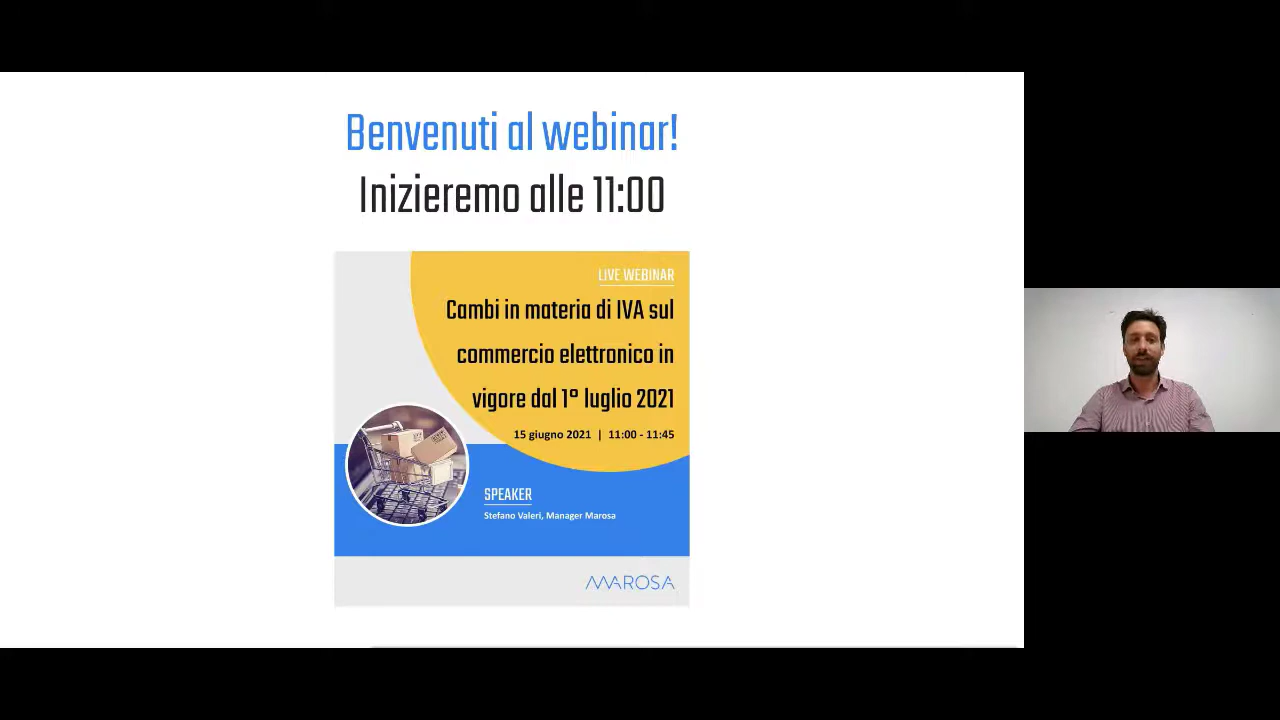 Benvenuti al webinar!
Inizieremo alle 11:00
LIVE WEBINAR
Cambi in materia di IVA sul
commercio elettronico in
vigore dal 1º luglio 2021
15 giugno 2021 | 11:00 - 11:45
SPEAKER
Stefano Valeri, Manager Marosa
MAROSA